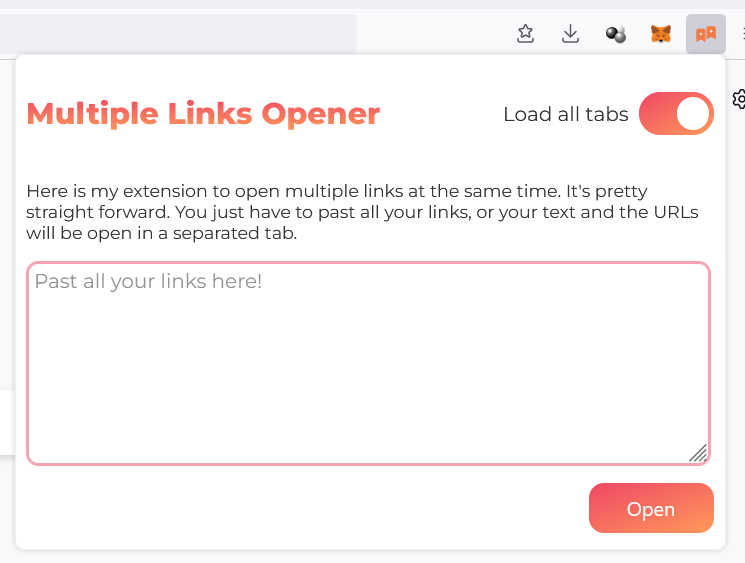 Multiple Links Opener
Load all tabs
Here is my extension to open multiple links at the same time. It's pretty
straight forward. You just have to past all your links, or your text and the URLs
will be open in a separated tab.
Past all your links here!
Open